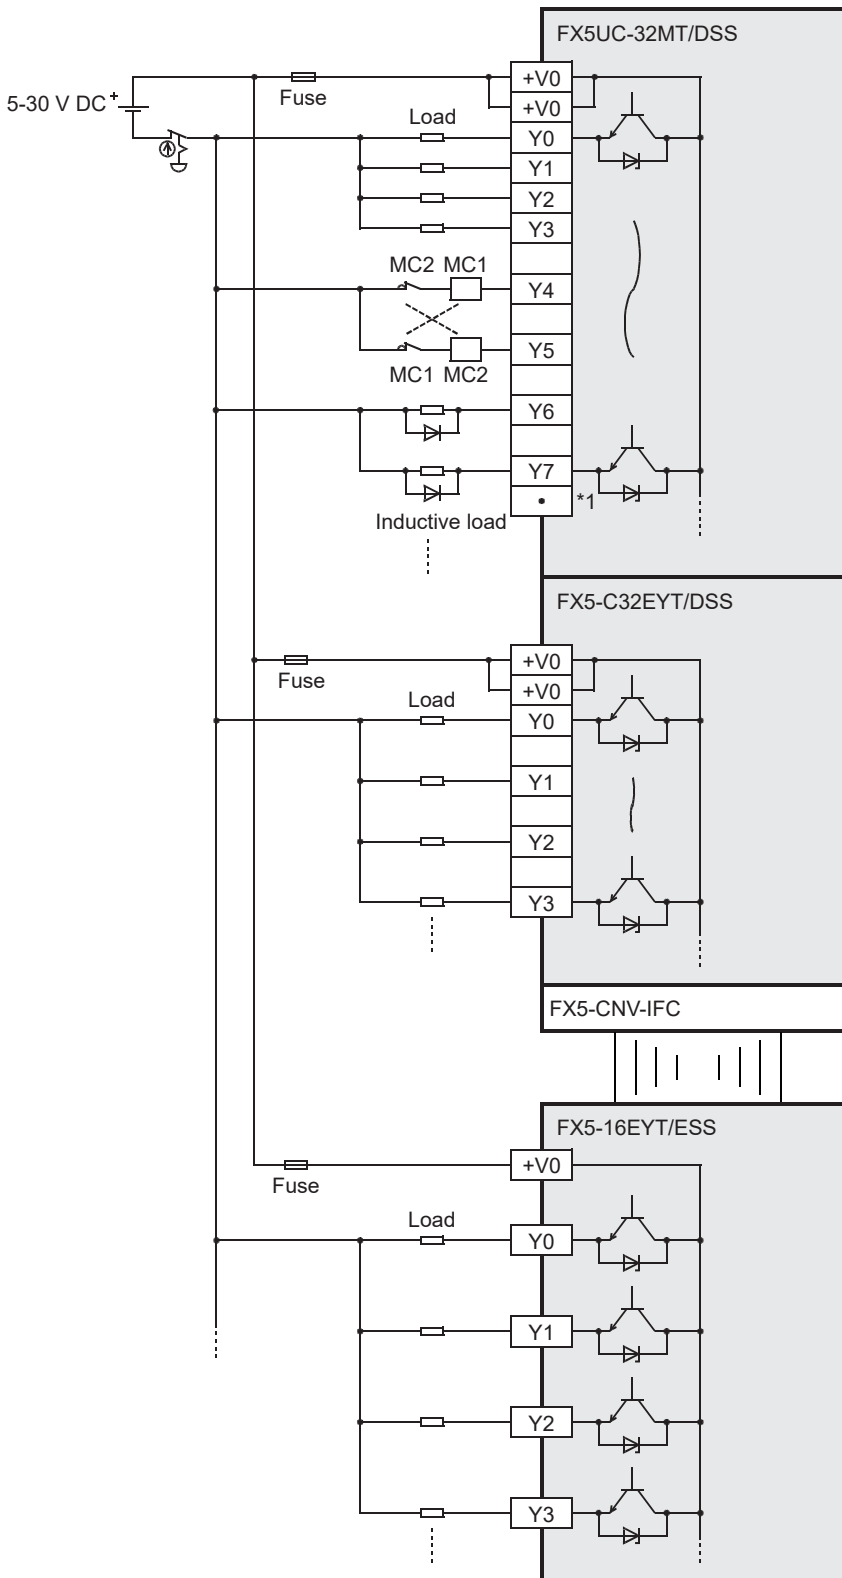 FX5UC-32MT/DSS
5-30 V DC
+
Fuse
+V0
+V0
Load
Y0
Y1
Y2
Y3
MC2 MC1
Y4
Y5
MC1 MC2
Y6
Y7
*1
Inductive load
FX5-C32EYT/DSS
+V0
Fuse
+V0
Load
Y0
Y1
Y2
Y3
FX5-CNV-IFC
FX5-16EYT/ESS
+V0
Fuse
Load
Y0
Y1
Y2
Y3